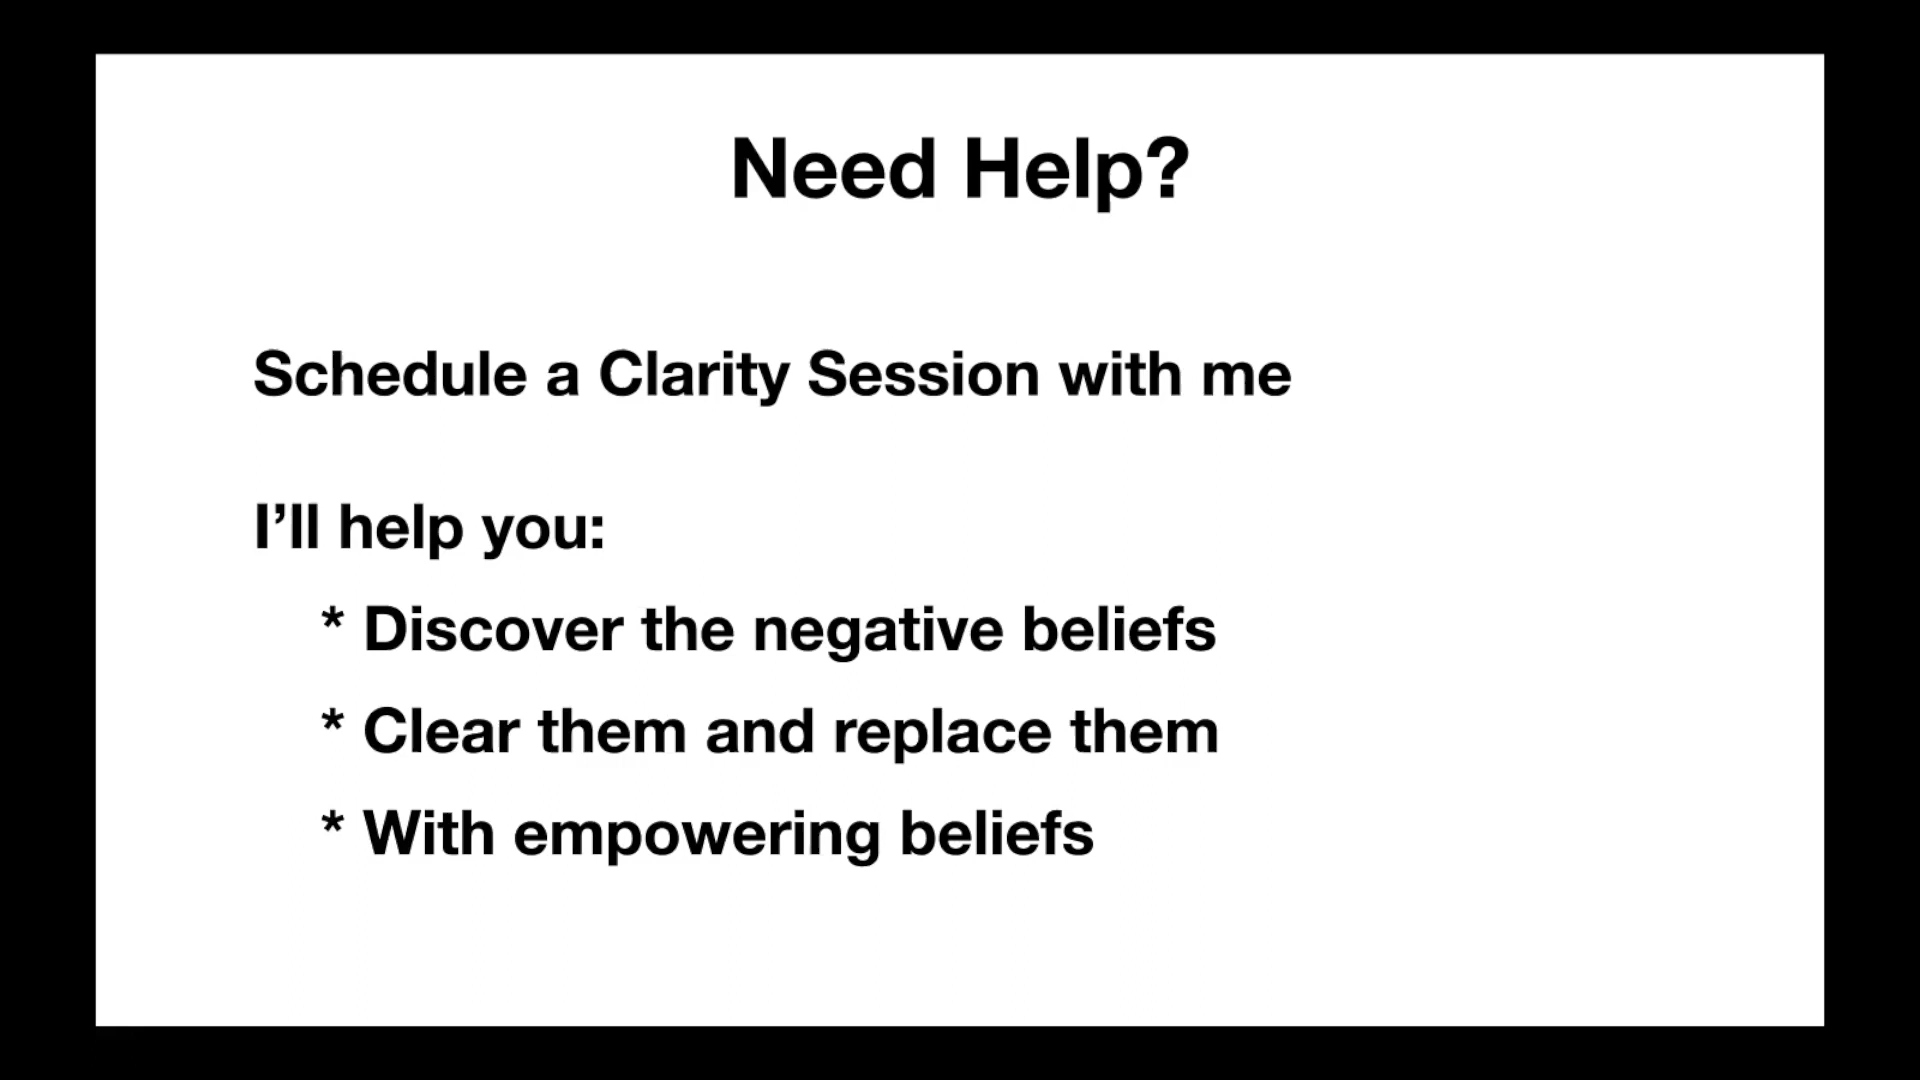 Need Help?
Schedule a Clarity Session with me
I’ll help you:
* Discover the negative beliefs
* Clear them and replace them
* With empowering beliefs